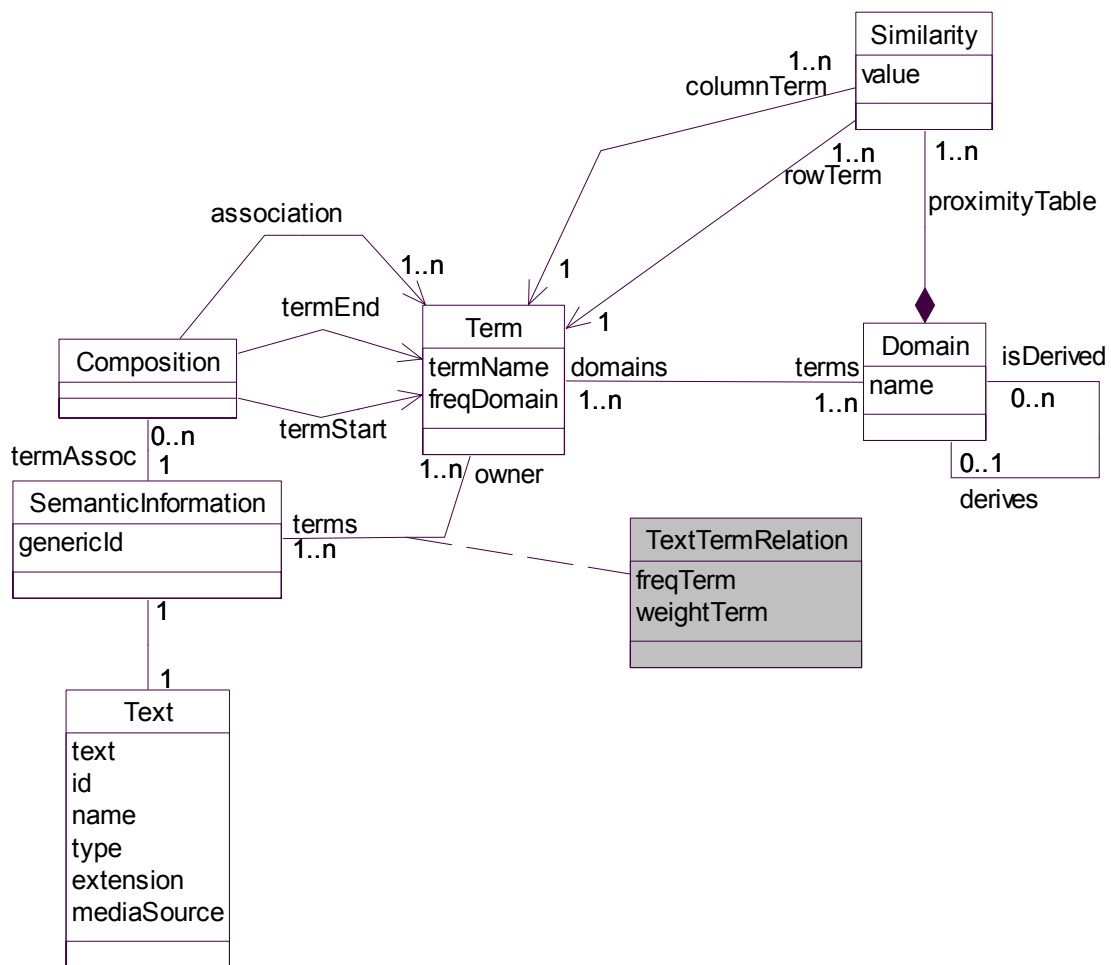 Similarity
value
1..n
columnTerm
1..n
rowTerm
1..n
proximityTable
association
1..n
1
1
termEnd
Term
termName
freqDomain
Composition
termStart
domains
1..n
terms
1..n
Domain
name
isDerived
0..n
0..1
derives
0..n
termAssoc
1
1..n
owner
SemanticInformation
genericId
terms
1..n
TextTermRelation
freqTerm
weightTerm
1
1
Text
text
id
name
type
extension
mediaSource